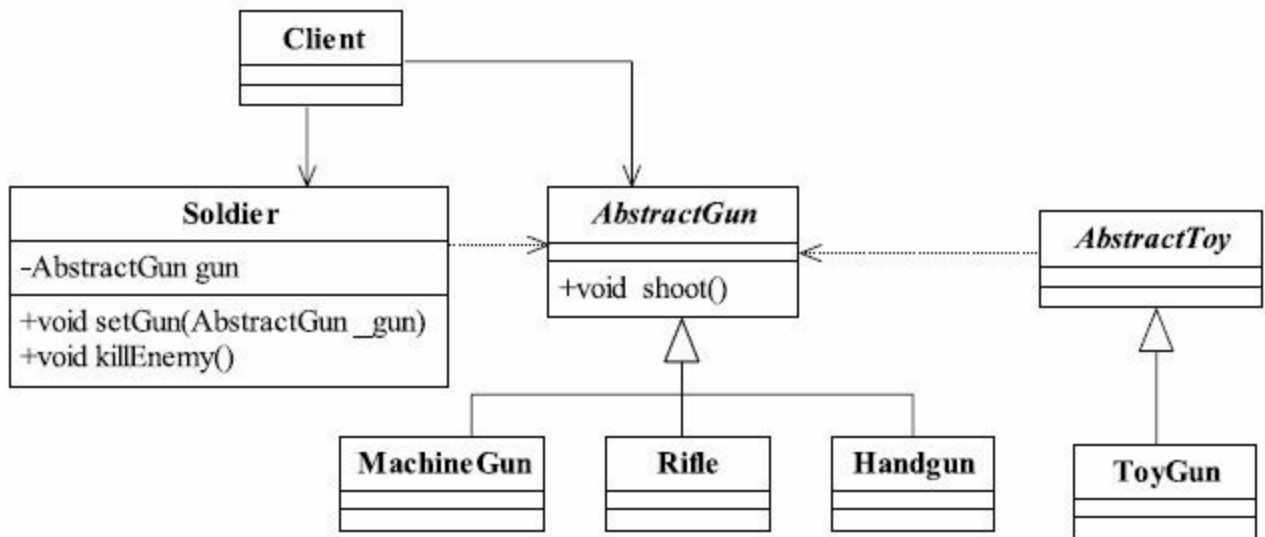 Client
Soldier
-AbstractGun gun
+void setGun(AbstractGun _gun)
+void killEnemy()
AbstractGun
+void shoot()
AbstractToy
MachineGun
Rifle
Handgun
ToyGun